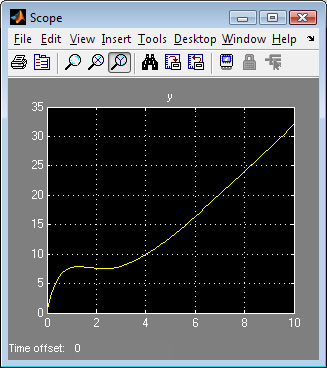 Scope
File Edit View Insert Tools Desktop Window Help
y
35
30
25
20
15
10
5
0
0 2 4 6 8 10
Time offset: 0